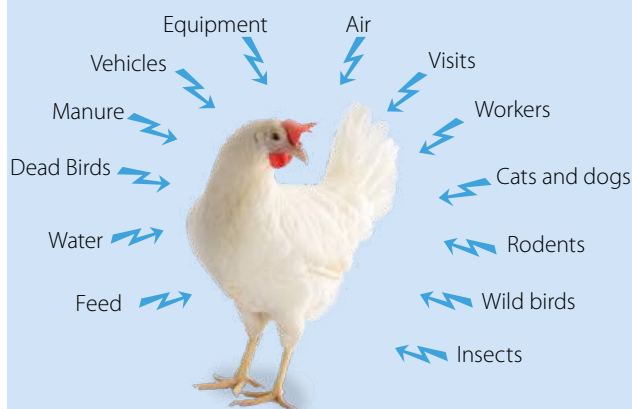 Equipment
Air
Vehicles
Visits
Manure
Workers
Dead Birds
Cats and dogs
Water
Rodents
Feed
Wild birds
Insects